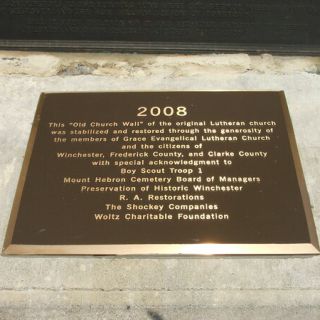 2008
This "Old Church Wall" of the original Lutheran church
was stabilized and restored through the generosity of
the members of Grace Evangelical Lutheran Church
and the citizens of
Winchester, Frederick County, and Clarke County
with special acknowledgment to
Boy Scout Troop 1
Mount Hebron Cemetery Board of Managers
Preservation of Historic Winchester
R. A. Restorations
The Shockey Companies
Woltz Charitable Foundation